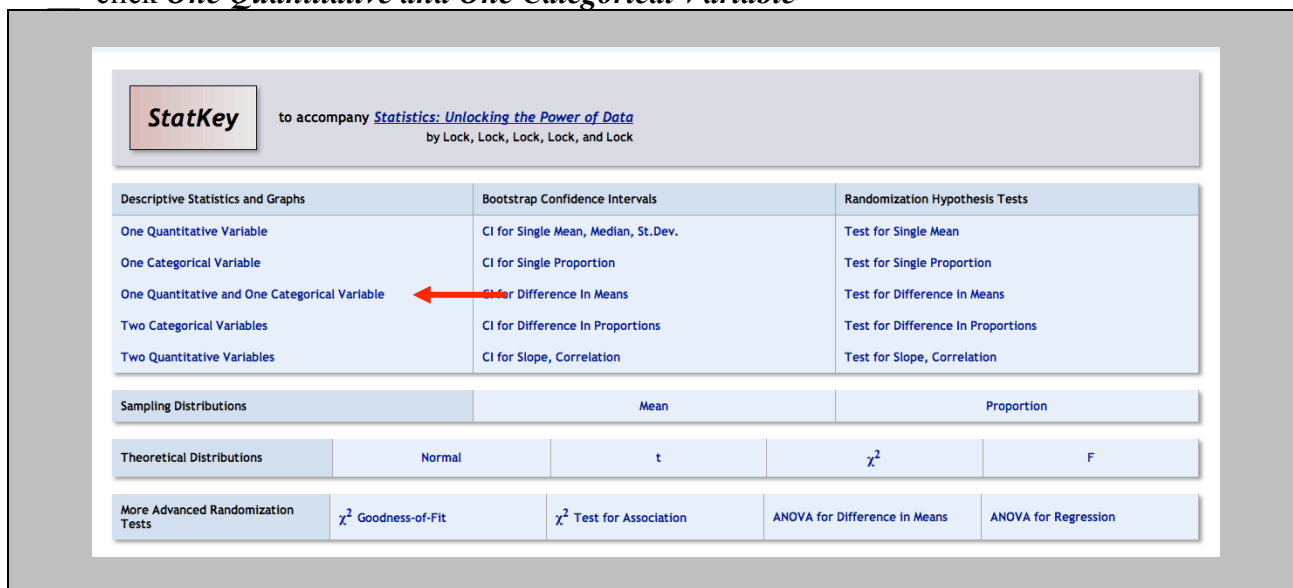 __ click One Quantitative and One Categorical Variable
StatKey
to accompany Statistics: Unlocking the Power of Data
by Lock, Lock, Lock, Lock, and Lock
Descriptive Statistics and Graphs Bootstrap Confidence Intervals Randomization Hypothesis Tests
One Quantitative Variable CI for Single Mean, Median, St.Dev. Test for Single Mean
One Categorical Variable CI for Single Proportion Test for Single Proportion
One Quantitative and One Categorical Variable CI for Difference In Means Test for Difference in Means
Two Categorical Variables CI for Difference In Proportions Test for Difference In Proportions
Two Quantitative Variables CI for Slope, Correlation Test for Slope, Correlation
Sampling Distributions Mean Proportion
Theoretical Distributions Normal t χ² F
More Advanced Randomization
Tests
χ² Goodness-of-Fit χ² Test for Association ANOVA for Difference in Means ANOVA for Regression